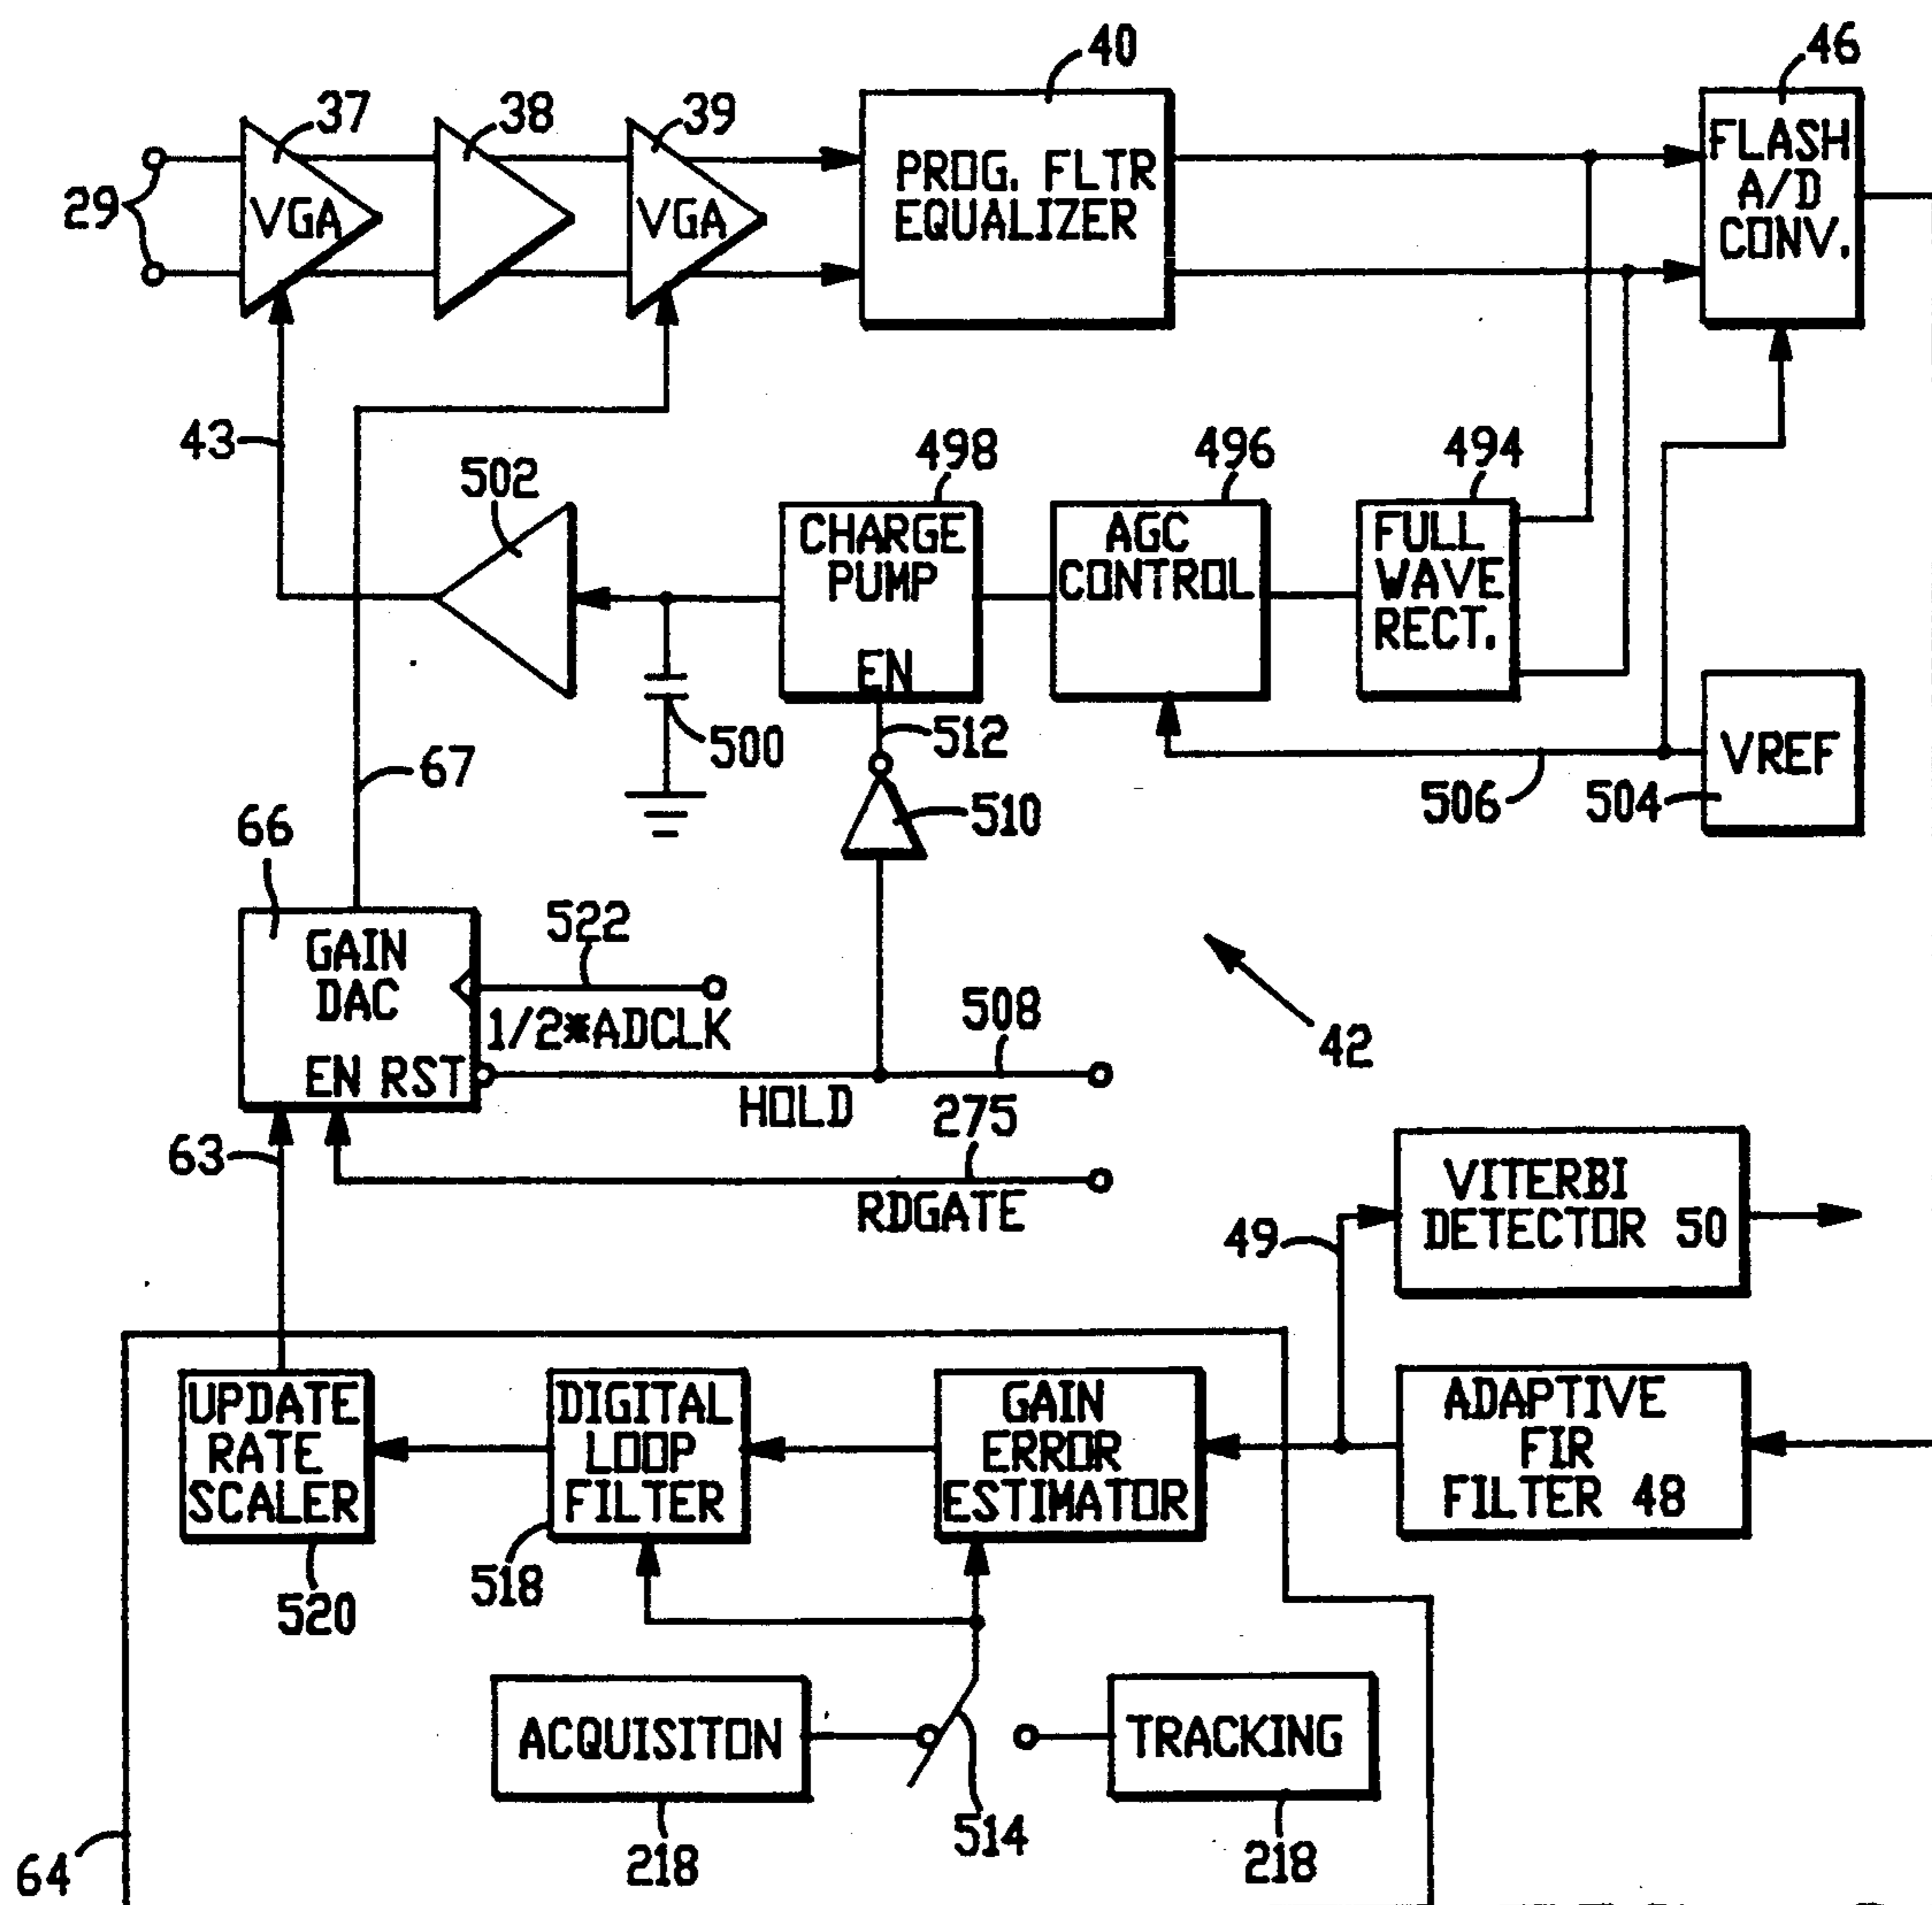 40
46
37
38
39
29
VGA
VGA
PROG. FLTR
EQUALIZER
FLASH
A/D
CONV.
43
502
498
496
494
CHARGE
PUMP
EN
AGC
CONTROL
FULL
WAVE
RECT.
500
512
510
506
504
VREF
67
66
GAIN
DAC
EN RST
522
1/2*ADCLK
508
HOLD
42
275
RDGATE
63
49
VITERBI
DETECTOR 50
UPDATE
RATE
SCALER
DIGITAL
LOOP
FILTER
GAIN
ERROR
ESTIMATOR
ADAPTIVE
FIR
FILTER 48
520
518
ACQUISITON
TRACKING
514
218
218
64